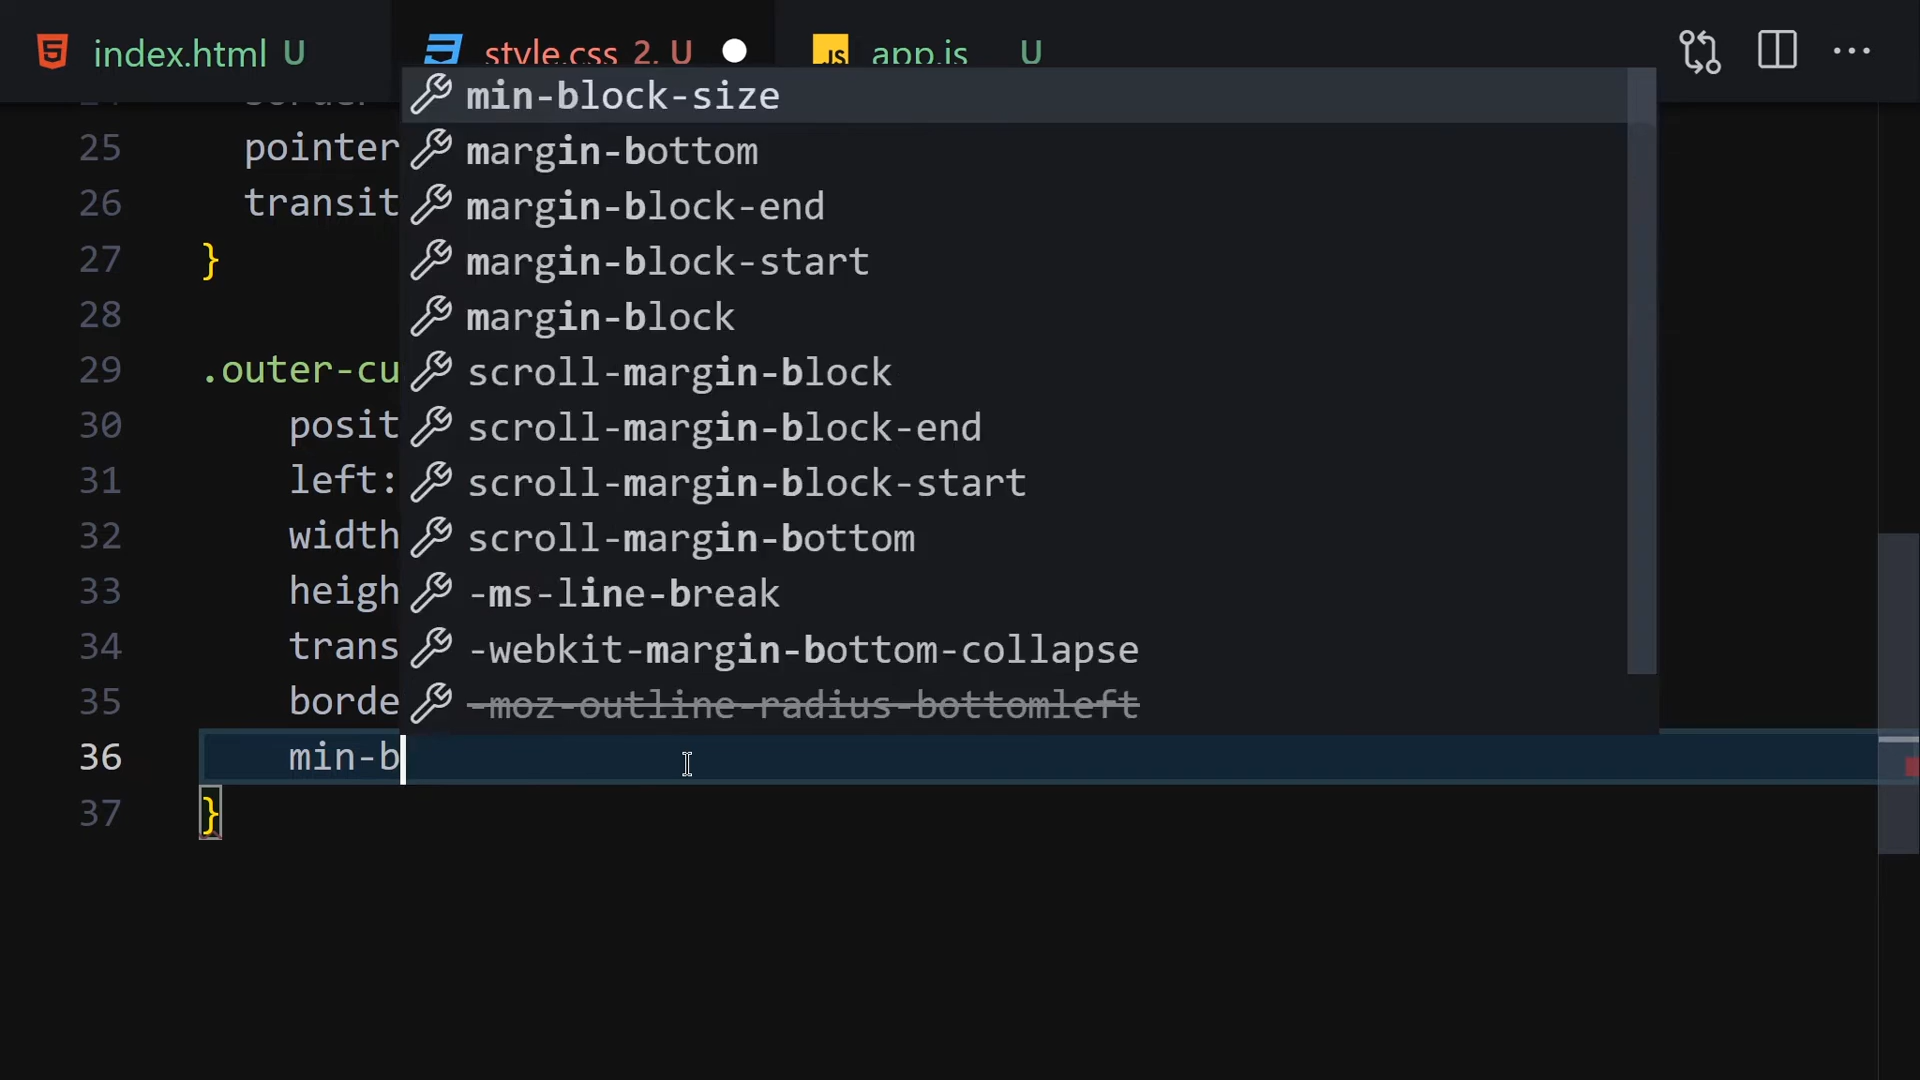 index.html U
style.css 2, U
app.js U
25 pointer
26 transit
27 }
28
29 .outer-cu
30 posit
31 left:
32 width
33 heigh
34 trans
35 borde
36 min-b
37 }
min-block-size
margin-bottom
margin-block-end
margin-block-start
margin-block
scroll-margin-block
scroll-margin-block-end
scroll-margin-block-start
scroll-margin-bottom
-ms-line-break
-webkit-margin-bottom-collapse
-moz-outline-radius-bottomleft